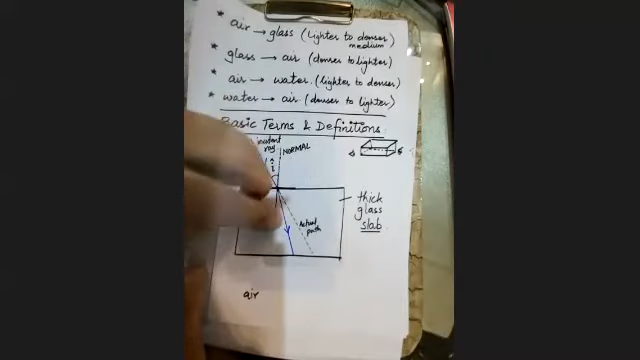 * air → glass (lighter to denser medium)
* glass → air (denser to lighter)
* air → water. (lighter to denser)
* water → air (denser to lighter)
Basic Terms & Definitions
incident ray
NORMAL
î
thick glass slab
Actual path
air